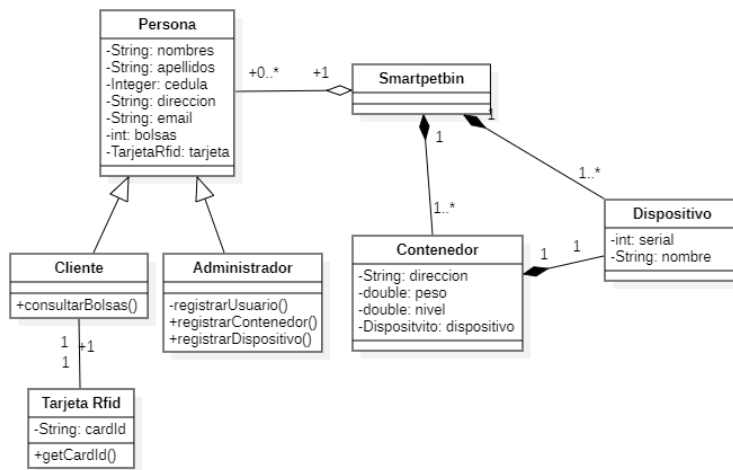 Persona
-String: nombres
-String: apellidos
-Integer: cedula
-String: direccion
-String: email
-int: bolsas
-TarjetaRfid: tarjeta
+0..*
+1
Smartpetbin
1
1
1..*
1..*
Dispositivo
-int: serial
-String: nombre
Contenedor
-String: direccion
-double: peso
-double: nivel
-Dispositvito: dispositivo
1
1
Cliente
+consultarBolsas()
Administrador
-registrarUsuario()
+registrarContenedor()
+registrarDispositivo()
1
+1
1
Tarjeta Rfid
-String: cardId
+getCardId()